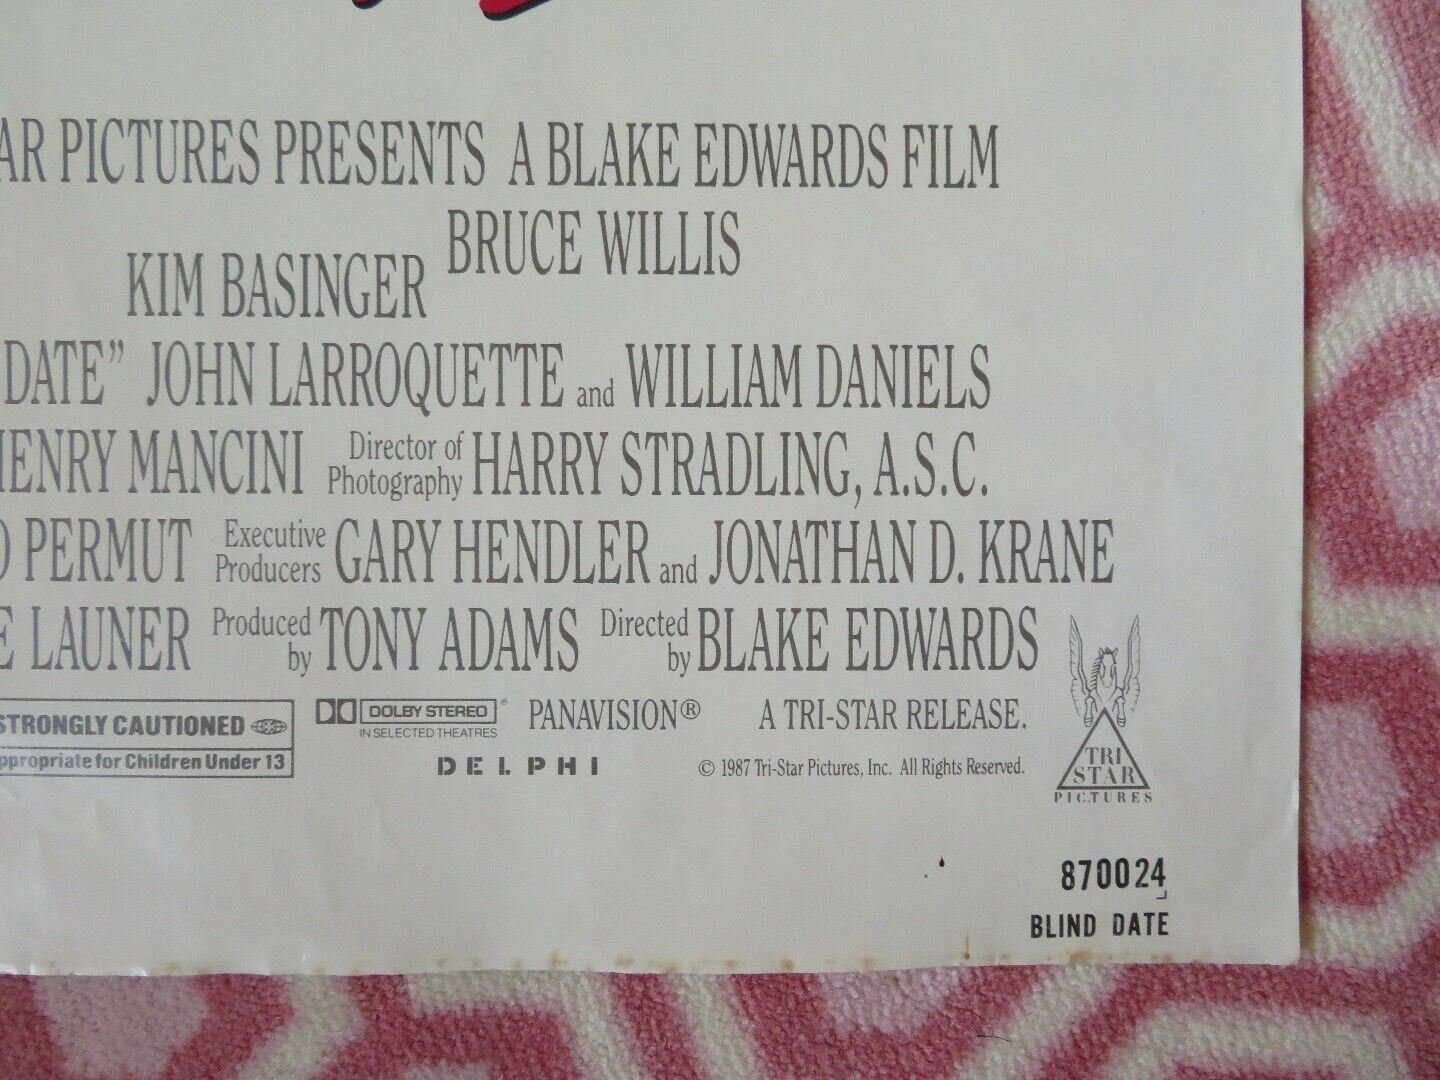 AR PICTURES PRESENTS A BLAKE EDWARDS FILM
BRUCE WILLIS
KIM BASINGER
DATE" JOHN LARROQUETTE and WILLIAM DANIELS
HENRY MANCINI Director of Photography HARRY STRADLING, A.S.C.
D PERMUT Executive Producers GARY HENDLER and JONATHAN D. KRANE
E LAUNER Produced by TONY ADAMS Directed by BLAKE EDWARDS
STRONGLY CAUTIONED
appropriate for Children Under 13
DOLBY STEREO®
IN SELECTED THEATRES
PANAVISION®
A TRI-STAR RELEASE.
DELPHI
© 1987 Tri-Star Pictures, Inc. All Rights Reserved.
TRI
STAR
PICTURES
870024
BLIND DATE